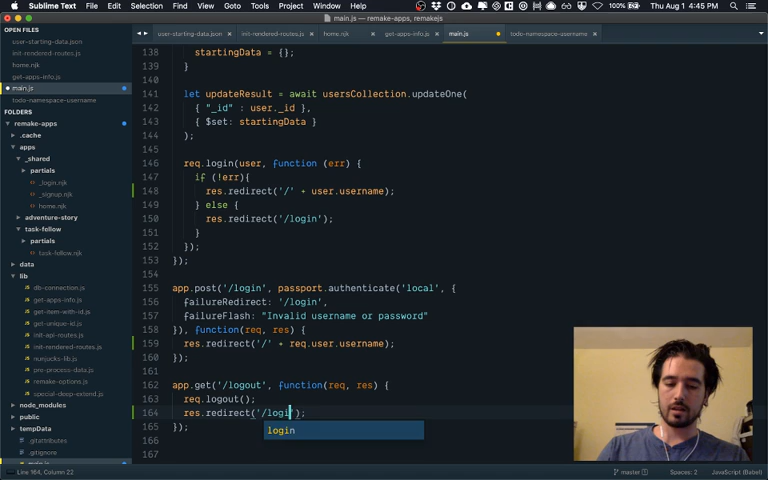 Sublime Text File Edit Selection Find View Goto Tools Project Window Help 100% Thu Aug 1 4:45 PM
main.js — remake-apps, remakejs
OPEN FILES
user-starting-data.json
init-rendered-routes.js
home.njk
get-apps-info.js
main.js
todo-namespace-username
FOLDERS
remake-apps
.cache
apps
_shared
partials
_login.njk
_signup.njk
home.njk
adventure-story
task-fellow
partials
task-fellow.njk
data
lib
db-connection.js
get-apps-info.js
get-item-with-id.js
get-unique-id.js
init-api-routes.js
init-rendered-routes.js
nunjucks-lib.js
pre-process-data.js
remake-options.js
special-deep-extend.js
node_modules
public
tempData
.gitattributes
.gitignore
main.js
user-starting-data.json init-rendered-routes.js home.njk get-apps-info.js main.js todo-namespace-username
138 startingData = {};
139 }
140
141 let updateResult = await usersCollection.updateOne(
142 { "_id" : user._id },
143 { $set: startingData }
144 );
145
146 req.login(user, function (err) {
147 if (!err){
148 res.redirect('/' + user.username);
149 } else {
150 res.redirect('/login');
151 }
152 });
153 });
154
155 app.post('/login', passport.authenticate('local', {
156 failureRedirect: '/login',
157 failureFlash: "Invalid username or password"
158 }), function(req, res) {
159 res.redirect('/' + req.user.username);
160 });
161
162 app.get('/logout', function(req, res) {
163 req.logout();
164 res.redirect('/logi');
165 });
login
166
167
Line 164, Column 22 master Spaces: 2 JavaScript (Babel)